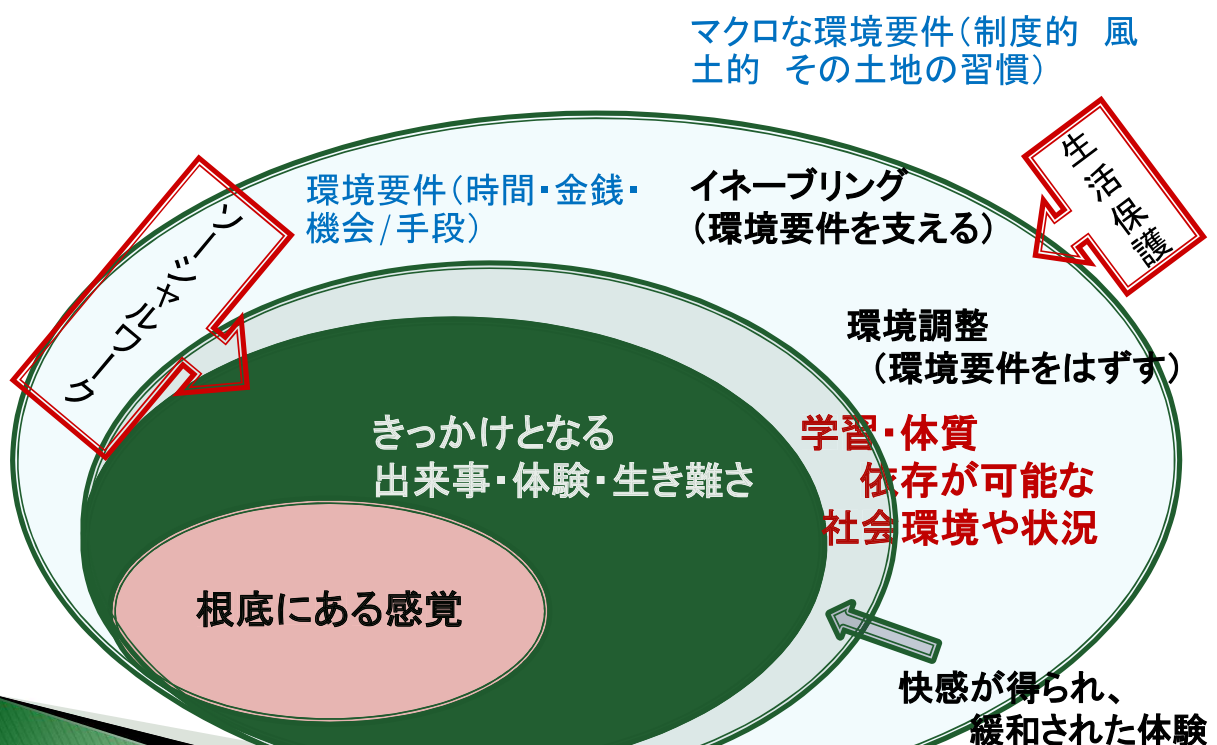 マクロな環境要件(制度的　風
土的　その土地の習慣)
生活保護
環境要件(時間・金銭・
機会/手段)
イネーブリング
(環境要件を支える)
ソーシャルワーク
環境調整
(環境要件をはずす)
きっかけとなる
出来事・体験・生き難さ
学習・体質
依存が可能な
社会環境や状況
根底にある感覚
快感が得られ、
緩和された体験